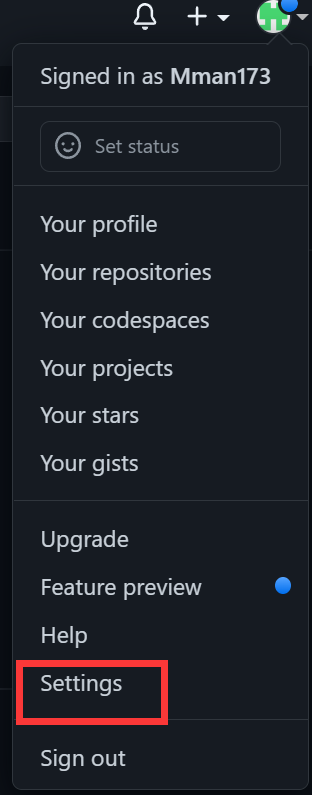 Signed in as Mman173
Set status
Your profile
Your repositories
Your codespaces
Your projects
Your stars
Your gists
Upgrade
Feature preview
Help
Settings
Sign out